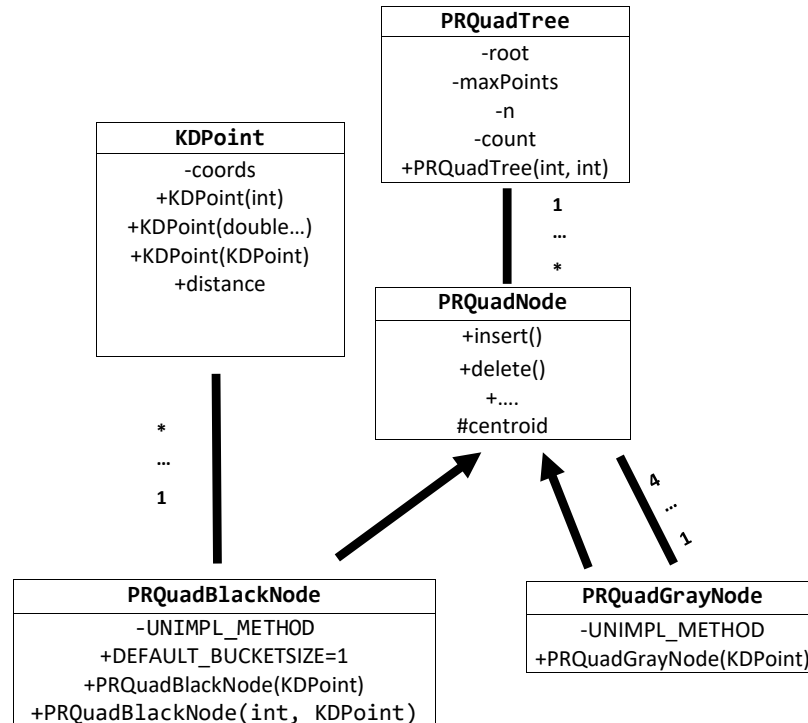 PRQuadTree
-root
-maxPoints
-n
-count
+PRQuadTree(int, int)
KDPoint
-coords
+KDPoint(int)
+KDPoint(double…)
+KDPoint(KDPoint)
+distance
1
…
*
PRQuadNode
+insert()
+delete()
+….
#centroid
*
…
1
4
…
1
PRQuadBlackNode
-UNIMPL_METHOD
+DEFAULT_BUCKETSIZE=1
+PRQuadBlackNode(KDPoint)
+PRQuadBlackNode(int, KDPoint)
PRQuadGrayNode
-UNIMPL_METHOD
+PRQuadGrayNode(KDPoint)